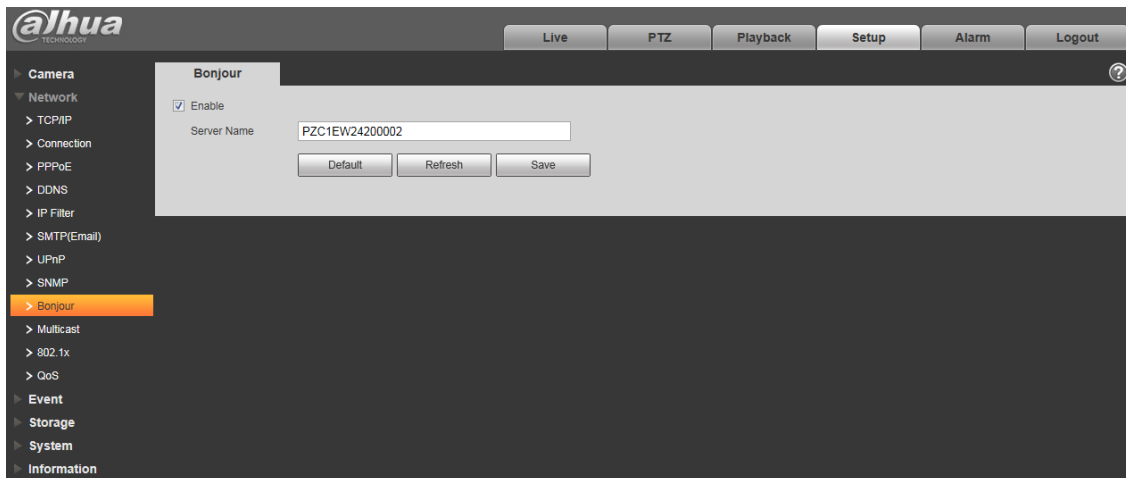 alhua
TECHNOLOGY
Live PTZ Playback Setup Alarm Logout
Camera
Network
> TCP/IP
> Connection
> PPPoE
> DDNS
> IP Filter
> SMTP(Email)
> UPnP
> SNMP
> Bonjour
> Multicast
> 802.1x
> QoS
Event
Storage
System
Information
Bonjour
?
Enable
Server Name PZC1EW24200002
Default Refresh Save